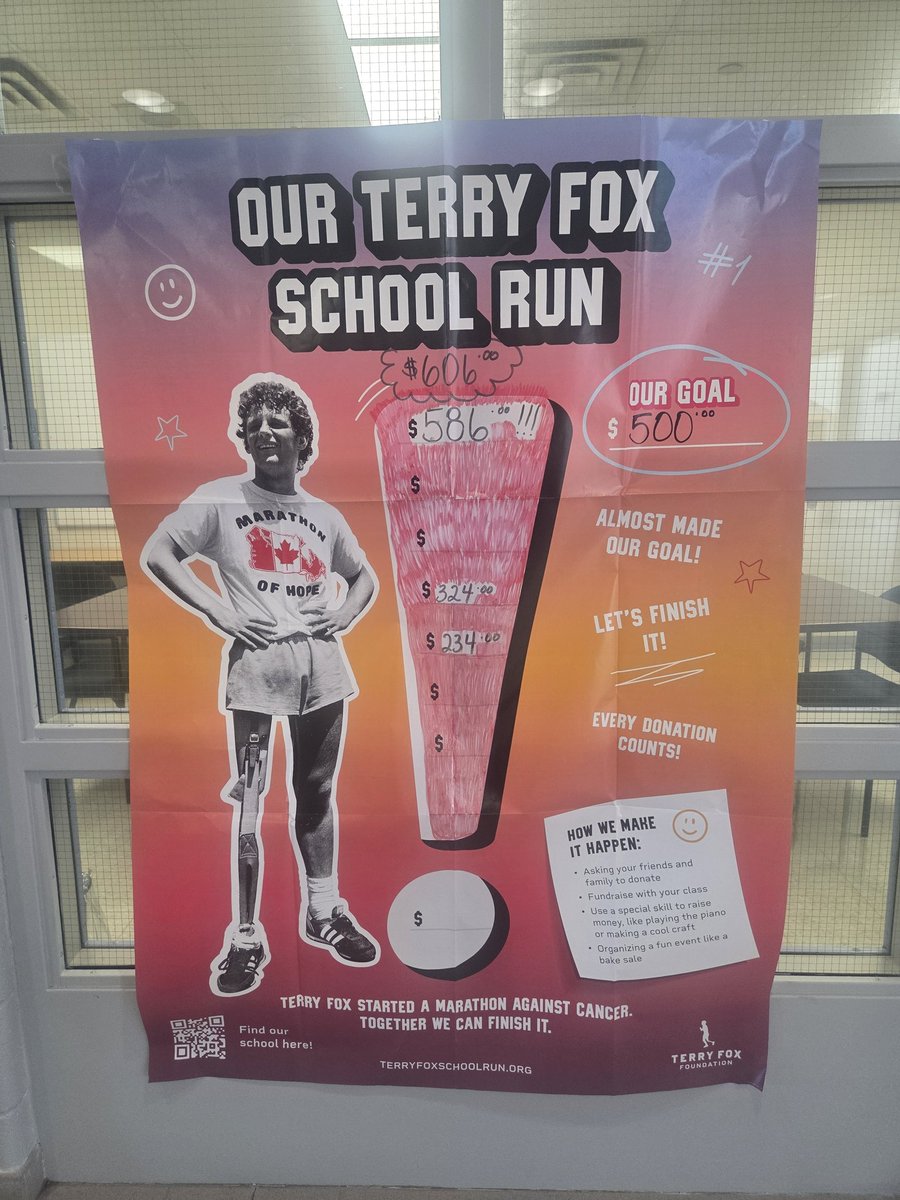 OUR TERRY FOX
SCHOOL RUN
#1
$606.00
$586.00 !!!
$
$
$324.00
$234.00
$
$
$
OUR GOAL
$ 500.00
ALMOST MADE
OUR GOAL!
LET'S FINISH
IT!
EVERY DONATION
COUNTS!
MARATHON
OF HOPE
HOW WE MAKE
IT HAPPEN:
• Asking your friends and
family to donate
• Fundraise with your class
• Use a special skill to raise
money, like playing the piano
or making a cool craft
• Organizing a fun event like a
bake sale
TERRY FOX STARTED A MARATHON AGAINST CANCER.
TOGETHER WE CAN FINISH IT.
Find our
school here!
TERRYFOXSCHOOLRUN.ORG
TERRY FOX
FOUNDATION